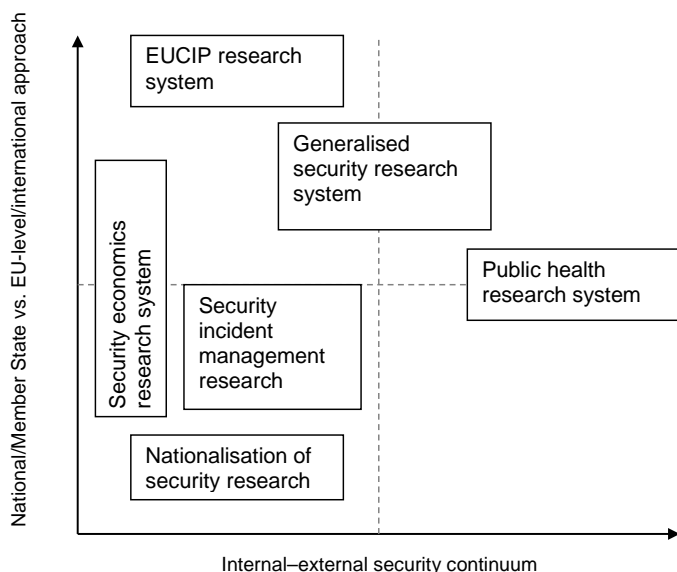 National/Member State vs. EU-level/international approach
EUCIP research
system
Generalised
security research
system
Security economics
research system
Public health
research system
Security
incident
management
research
Nationalisation of
security research
Internal–external security continuum